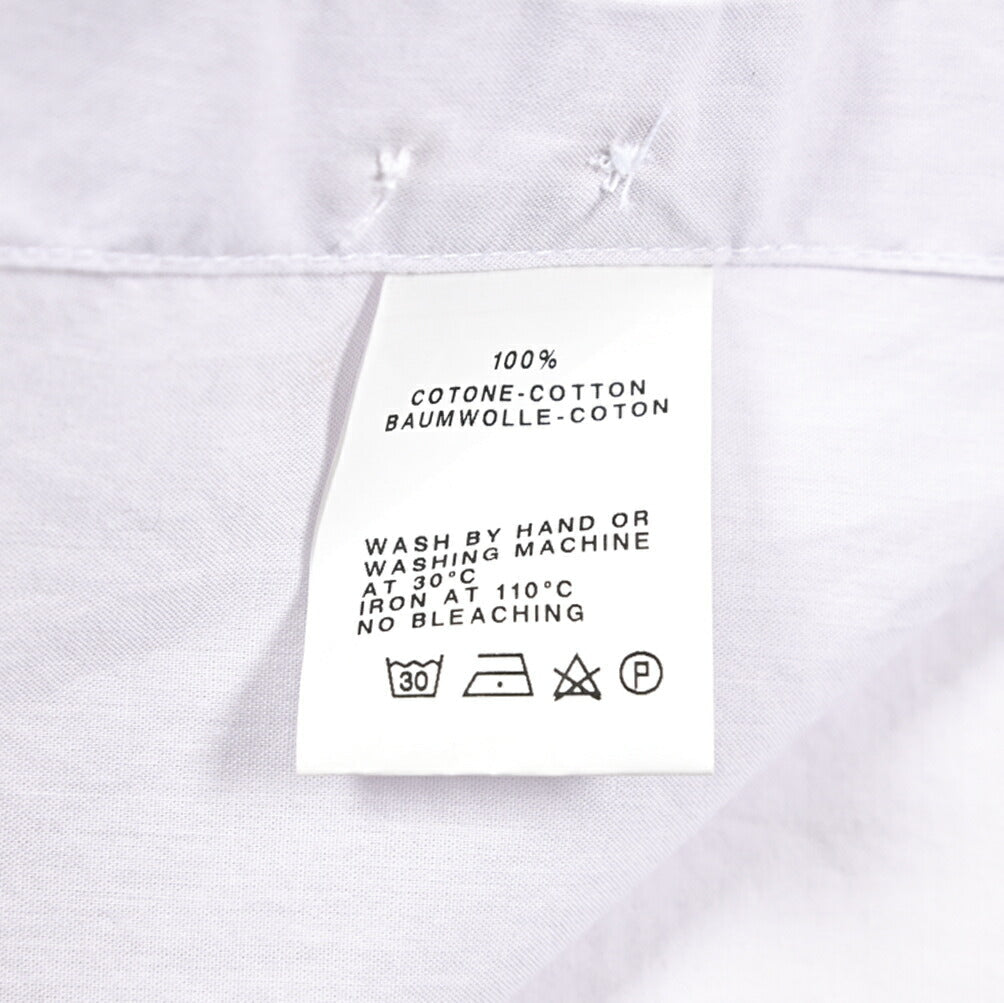 100%
COTONE-COTTON
BAUMWOLLE-COTON
WASH BY HAND OR
WASHING MACHINE
AT 30°C
IRON AT 110°C
NO BLEACHING
30 P